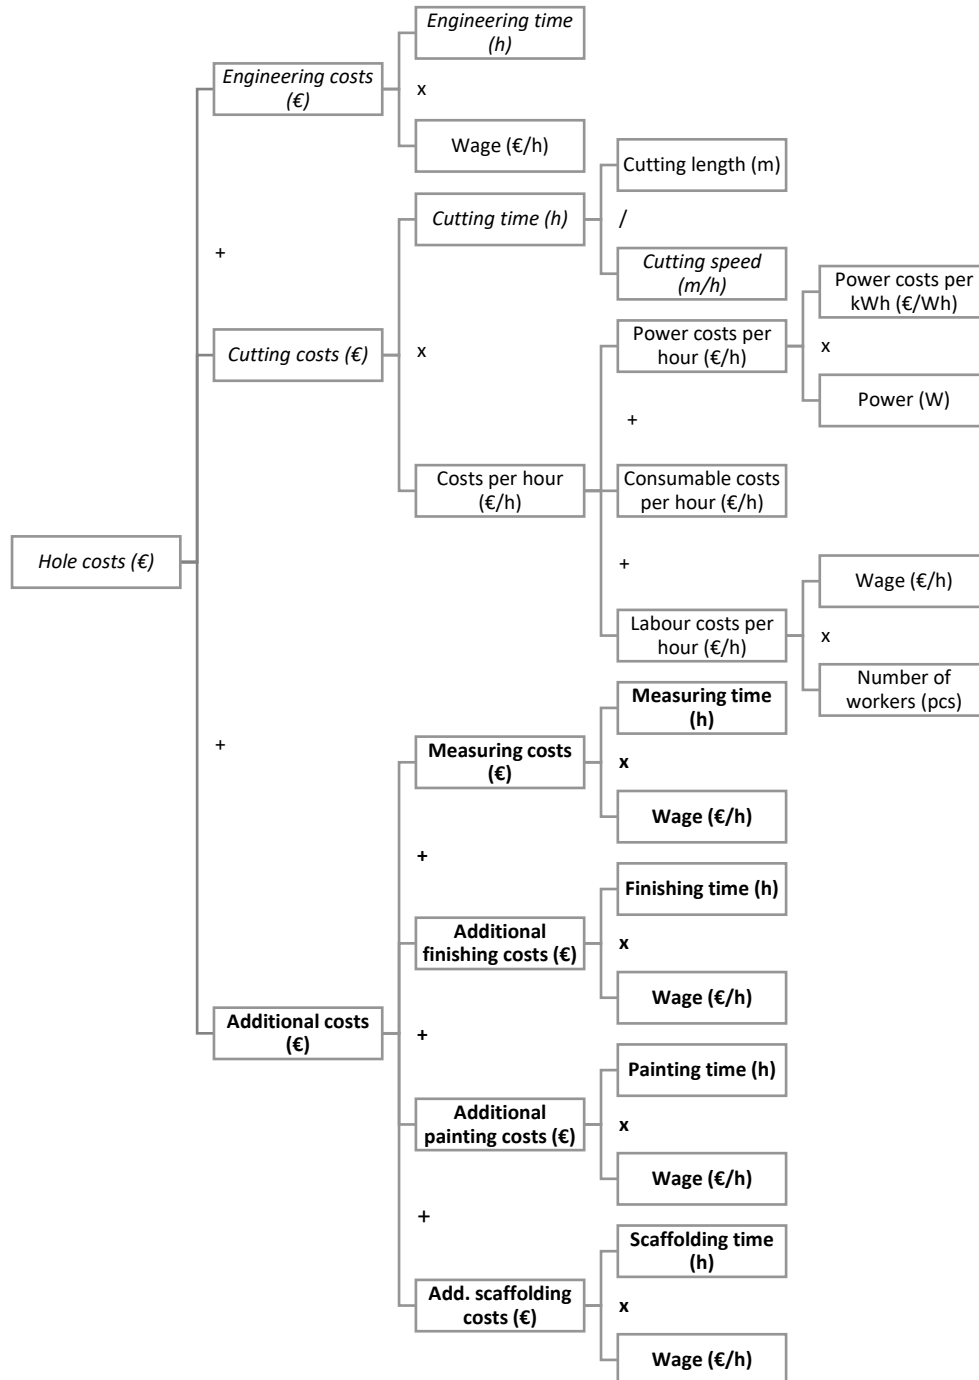 Engineering time
(h)
Engineering costs
(€)
x
Wage (€/h)
Cutting length (m)
Cutting time (h)
/
+
Cutting speed
(m/h)
Power costs per
kWh (€/Wh)
Cutting costs (€)
x
Power costs per
hour (€/h)
x
Power (W)
+
Costs per hour
(€/h)
Consumable costs
per hour (€/h)
Hole costs (€)
+
Wage (€/h)
Labour costs per
hour (€/h)
x
Number of
workers (pcs)
+
Measuring time
(h)
Measuring costs
(€)
x
Wage (€/h)
+
Finishing time (h)
Additional
finishing costs (€)
x
Wage (€/h)
Additional costs
(€)
+
Painting time (h)
Additional
painting costs (€)
x
Wage (€/h)
+
Scaffolding time
(h)
Add. scaffolding
costs (€)
x
Wage (€/h)